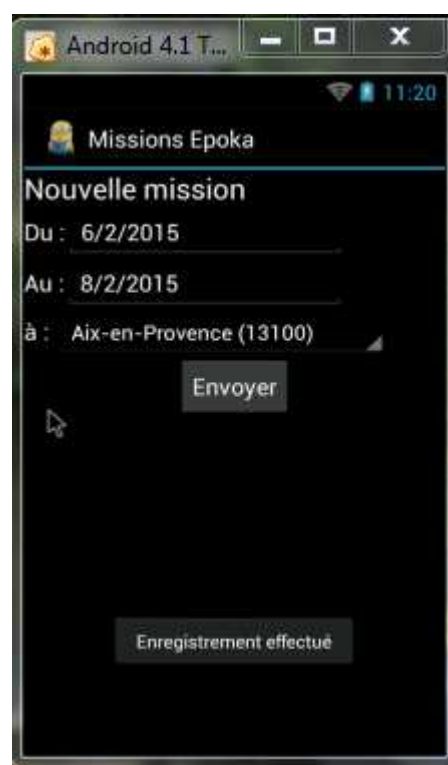 Android 4.1 T...
11:20
Missions Epoka
Nouvelle mission
Du : 6/2/2015
Au : 8/2/2015
à : Aix-en-Provence (13100)
Envoyer
Enregistrement effectué